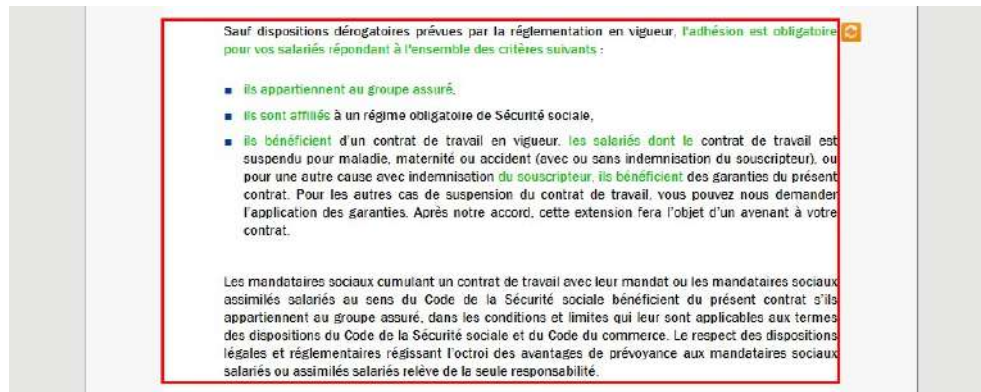 Sauf dispositions dérogatoires prévues par la réglementation en vigueur, l'adhésion est obligatoire
pour vos salariés répondant à l'ensemble des critères suivants :
■ ils appartiennent au groupe assuré,
■ ils sont affiliés à un régime obligatoire de Sécurité sociale,
■ ils bénéficient d'un contrat de travail en vigueur. les salariés dont le contrat de travail est
suspendu pour maladie, maternité ou accident (avec ou sans indemnisation du souscripteur), ou
pour une autre cause avec indemnisation du souscripteur, ils bénéficient des garanties du présent
contrat. Pour les autres cas de suspension du contrat de travail, vous pouvez nous demander
l'application des garanties. Après notre accord, cette extension fera l'objet d'un avenant à votre
contrat.
Les mandataires sociaux cumulant un contrat de travail avec leur mandat ou les mandataires sociaux
assimilés salariés au sens du Code de la Sécurité sociale bénéficient du présent contrat s'ils
appartiennent au groupe assuré, dans les conditions et limites qui leur sont applicables aux termes
des dispositions du Code de la Sécurité sociale et du Code du commerce. Le respect des dispositions
légales et réglementaires régissant l'octroi des avantages de prévoyance aux mandataires sociaux
salariés ou assimilés salariés relève de la seule responsabilité.